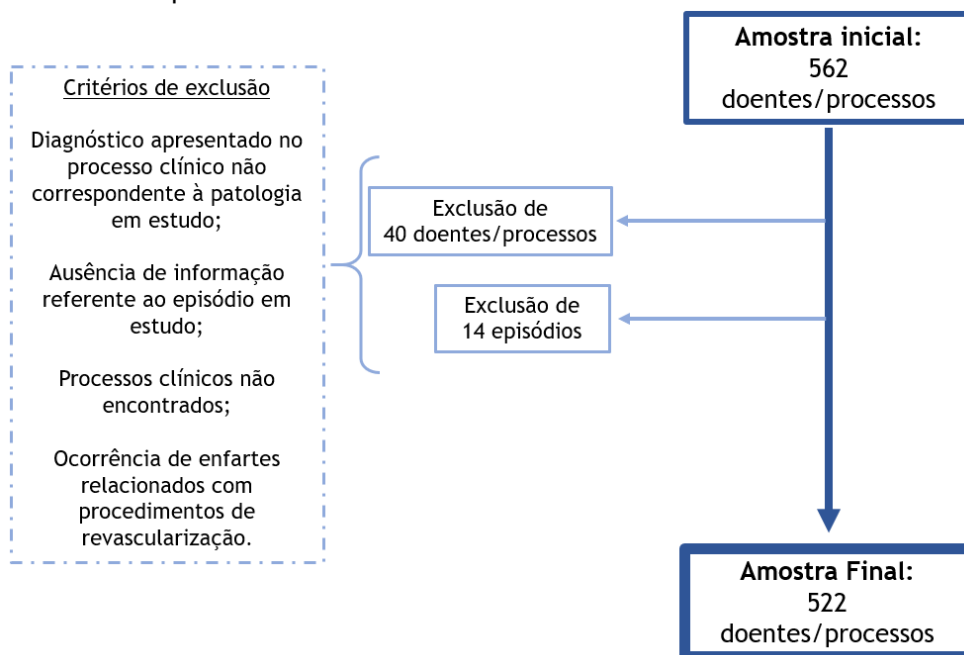 Amostra inicial:
562
doentes/processos
Critérios de exclusão
Diagnóstico apresentado no
processo clínico não
correspondente à patologia
em estudo;
Ausência de informação
referente ao episódio em
estudo;
Processos clínicos não
encontrados;
Ocorrência de enfartes
relacionados com
procedimentos de
revascularização.
Exclusão de
40 doentes/processos
Exclusão de
14 episódios
Amostra Final:
522
doentes/processos